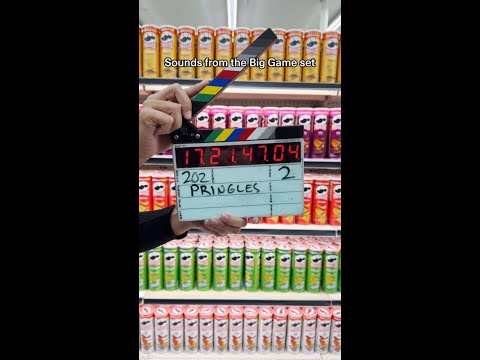 Sounds from the Big Game set
17:21:47:04
202
2
PRINGLES